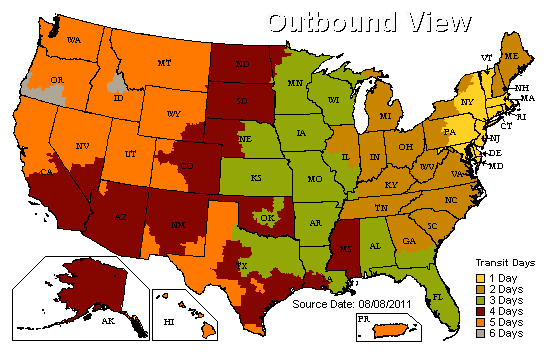 Outbound View
WA
OR
ID
MT
WY
NV
UT
CA
CO
AZ
NM
ND
SD
NE
KS
OK
TX
MN
IA
MO
AR
LA
WI
IL
MI
IN
OH
KY
TN
MS
AL
GA
FL
SC
NC
VA
WV
PA
NY
VT
ME
NH
MA
RI
CT
NJ
DE
MD
AK
HI
PR
Source Date: 08/08/2011
Transit Days
1 Day
2 Days
3 Days
4 Days
5 Days
6 Days